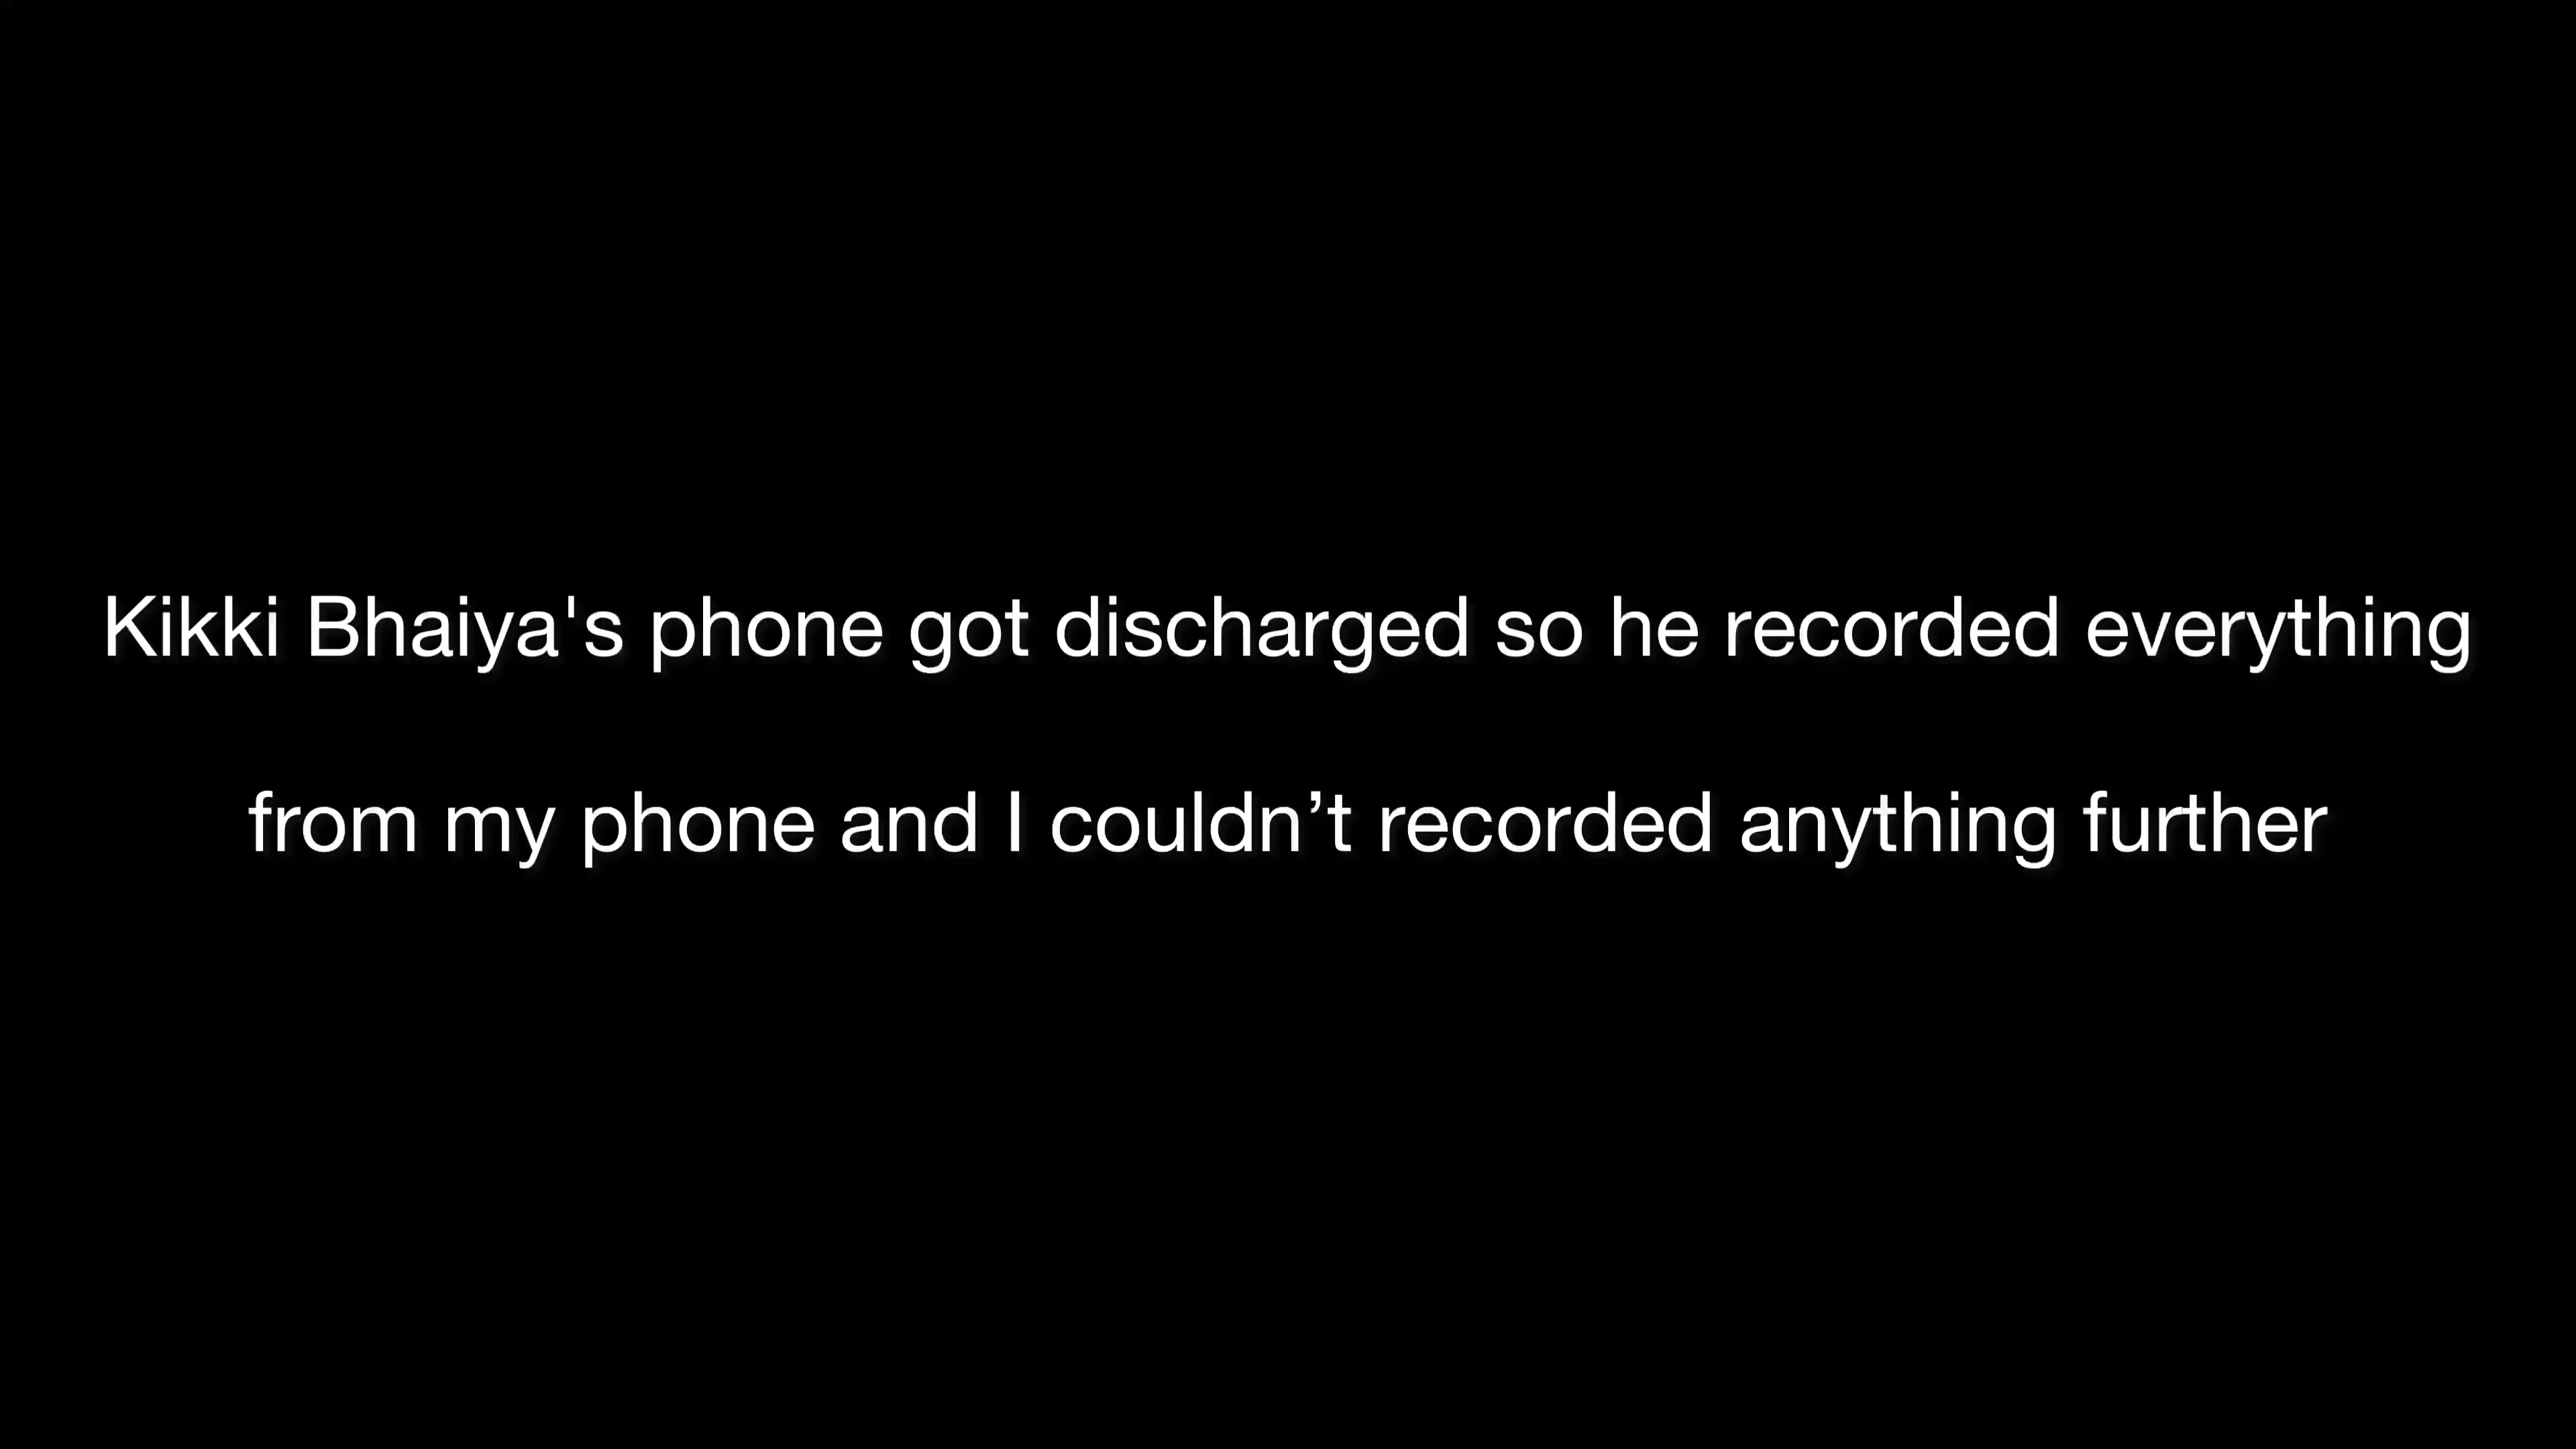 Kikki Bhaiya's phone got discharged so he recorded everything
from my phone and I couldn’t recorded anything further